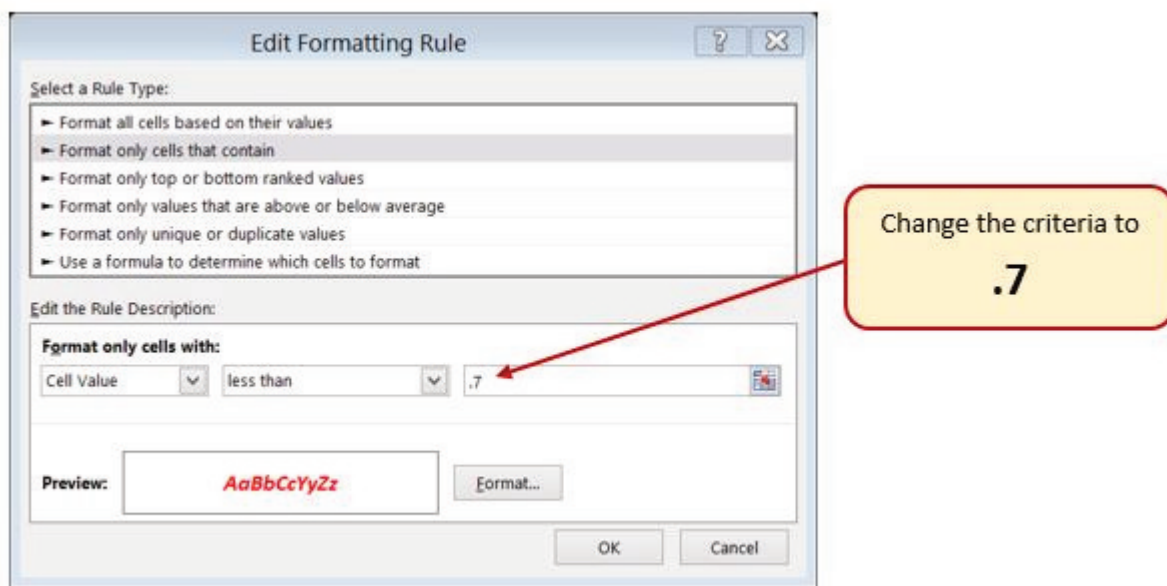 Edit Formatting Rule
Select a Rule Type:
► Format all cells based on their values
► Format only cells that contain
► Format only top or bottom ranked values
► Format only values that are above or below average
► Format only unique or duplicate values
► Use a formula to determine which cells to format
Edit the Rule Description:
Format only cells with:
Cell Value less than .7
Preview: AaBbCcYyZz Format...
OK Cancel
Change the criteria to
.7